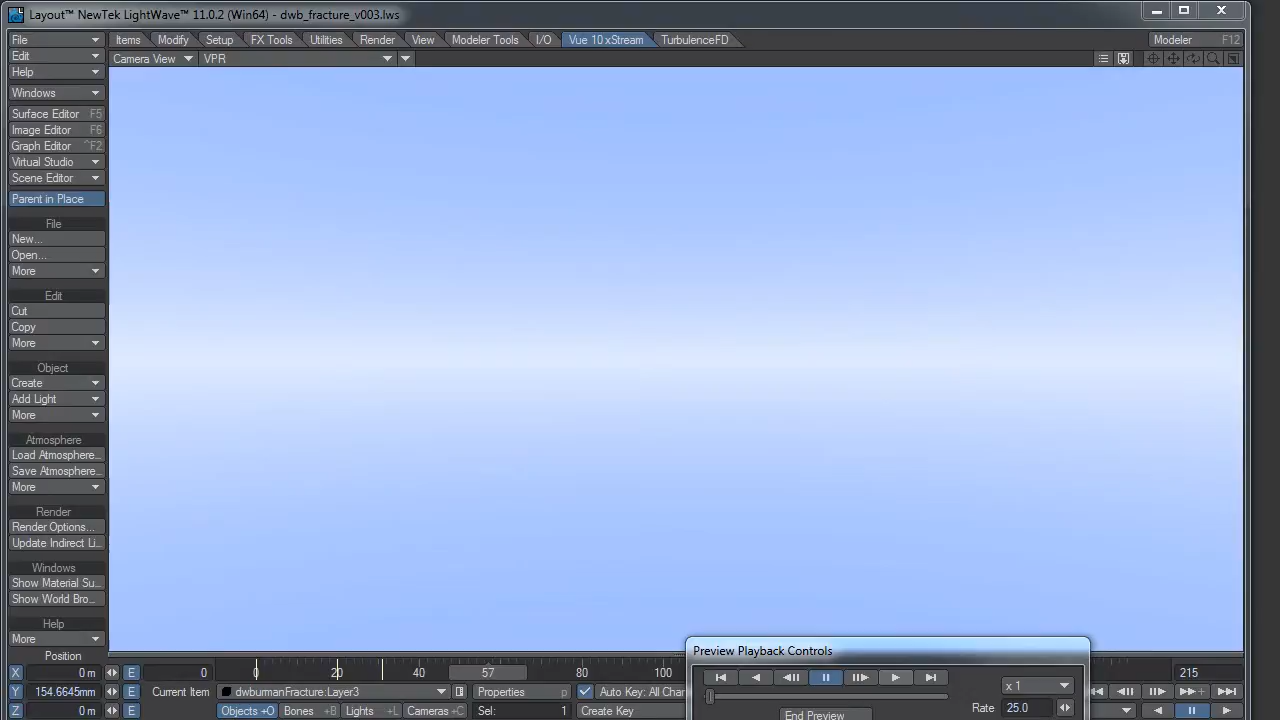 Layout™ NewTek LightWave™ 11.0.2 (Win64) - dwb_fracture_v003.lws
File
Items Modify Setup FX Tools Utilities Render View Modeler Tools I/O Vue 10 xStream TurbulenceFD
Modeler F12
Edit
Camera View VPR
Help
Windows
Surface Editor F5
Image Editor F6
Graph Editor ^F2
Virtual Studio
Scene Editor
Parent in Place
File
New...
Open...
More
Edit
Cut
Copy
More
Object
Create
Add Light
More
Atmosphere
Load Atmosphere...
Save Atmosphere...
More
Render
Render Options...
Update Indirect Li...
Windows
Show Material Su...
Show World Bro...
Help
More
Position
Preview Playback Controls
X 0 m E 0
0 20 40 57 80 100
215
Y 154.6645mm E Current Item dwbumanFracture:Layer3 Properties p Auto Key: All Char
x 1
Z 0 m E Objects +O Bones +B Lights +L Cameras +C Sel: 1 Create Key
Rate 25.0
End Preview